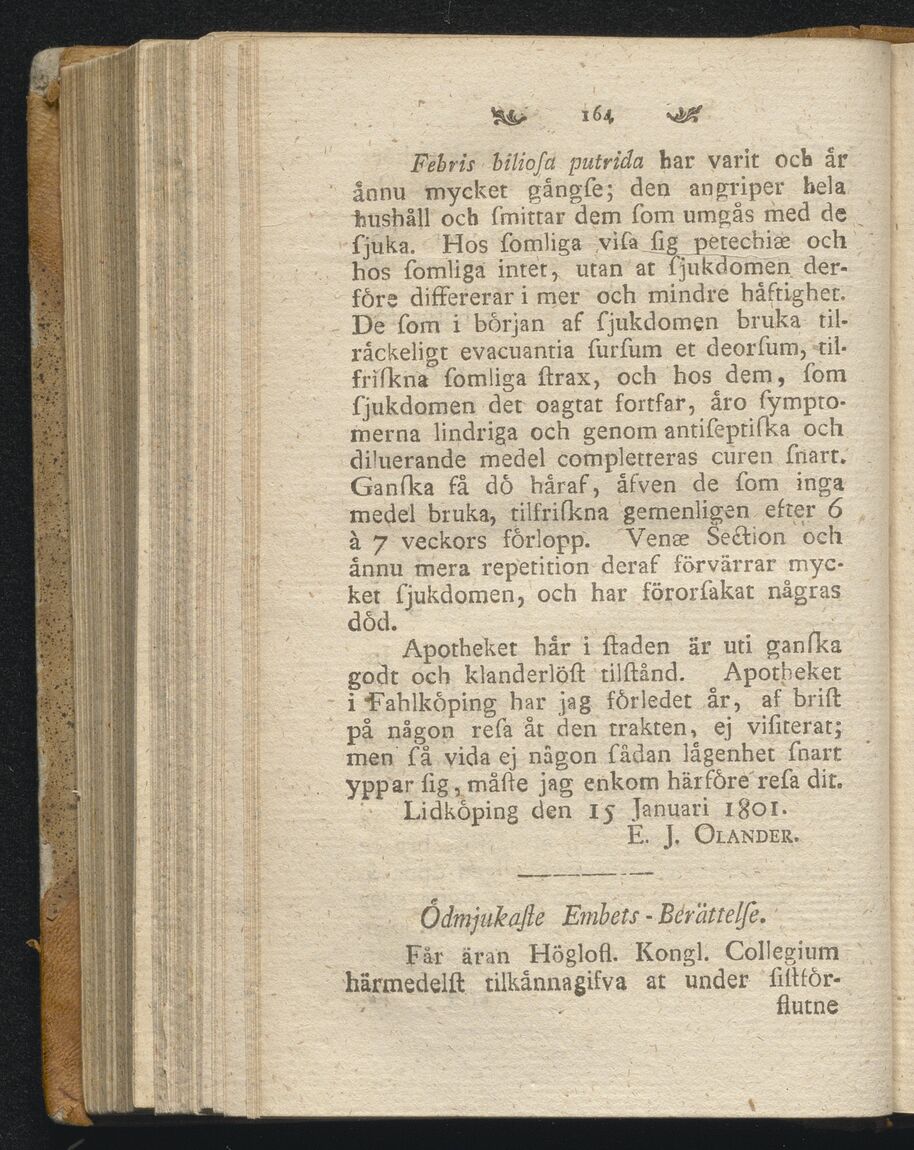 164
Febris bilioſa putrida har varit och år
ånnu mycket gångſe; den angriper hela
hushåll och ſmittar dem ſom umgås med de
ſjuka. Hos ſomliga viſa ſig petechiæ och
hos ſomliga intet, utan at ſjukdomen der-
före differerar i mer och mindre håftighet.
De ſom i början af ſjukdomen bruka til-
råckeligt evacuantia ſurſum et deorſum, til-
friſkna ſomliga ſtrax, och hos dem, ſom
ſjukdomen det oagtat fortfar, åro ſympto-
merna lindriga och genom antiſeptiſka och
diluerande medel completteras curen ſnart.
Ganſka få dö håraf, åfven de ſom inga
medel bruka, tilfriſkna gemenligen efter 6
à 7 veckors förlopp. Venæ Section och
ånnu mera repetition deraf förvärrar myc-
ket ſjukdomen, och har förorſakat någras
död.
Apotheket hår i ſtaden är uti ganſka
godt och klanderlöſt tilſtånd. Apotheket
i Fahlköping har jag förledet år, af briſt
på någon reſa åt den trakten, ej viſiterat;
men ſå vida ej någon ſådan lågenhet ſnart
yppar ſig, måſte jag enkom härföre reſa dit.
Lidköping den 15 Januari 1801.
E. J. OLANDER.
Ödmjukaſte Embets-Berättelſe.
Får äran Höglofl. Kongl. Collegium
härmedelſt tilkånnagifva at under ſiſtför-
ſlutne